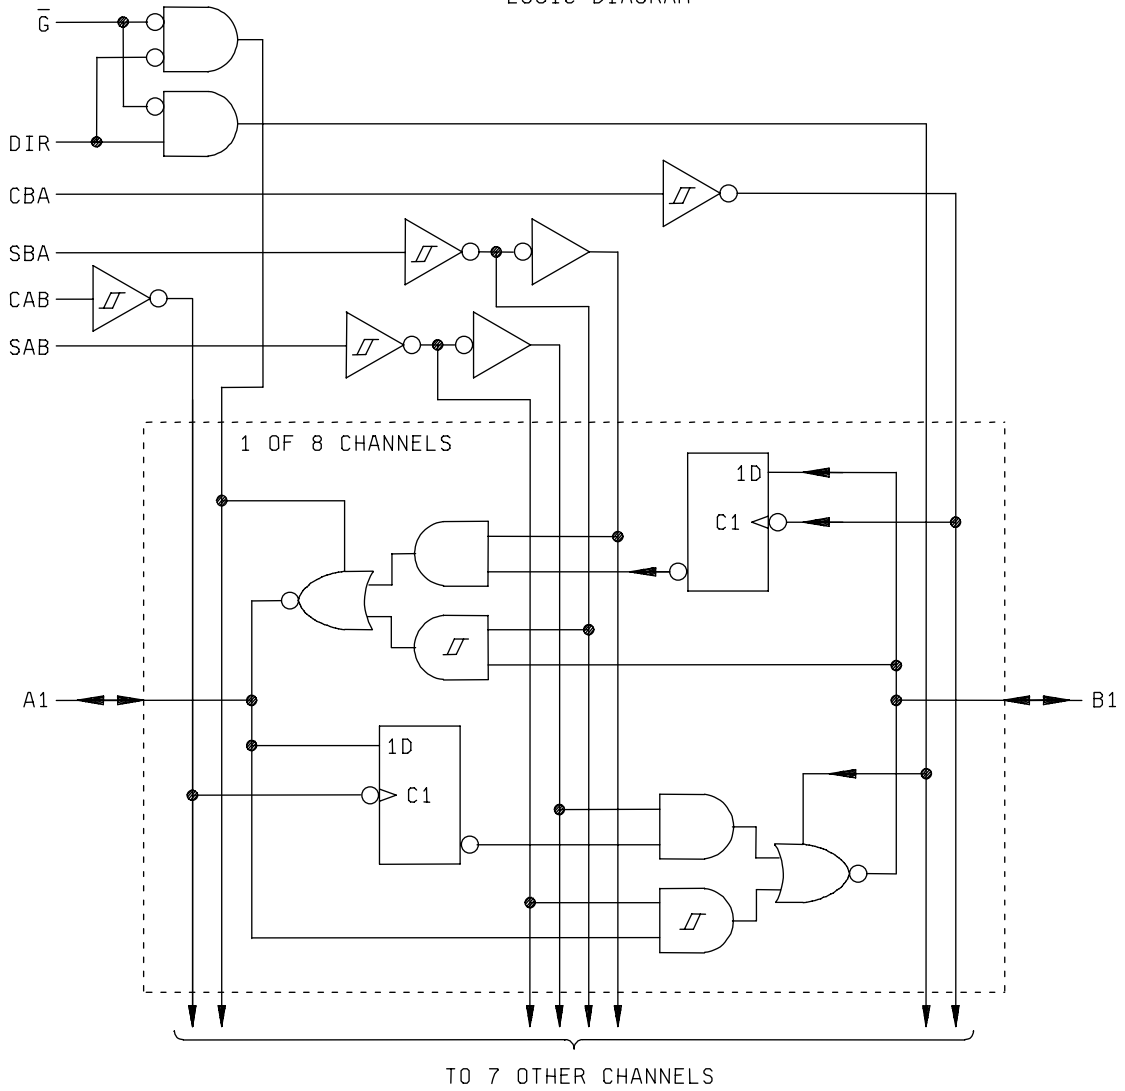 LOGIC DIAGRAM
G̅
DIR
CBA
SBA
CAB
SAB
1 OF 8 CHANNELS
1D
C1
A1
B1
1D
C1
TO 7 OTHER CHANNELS